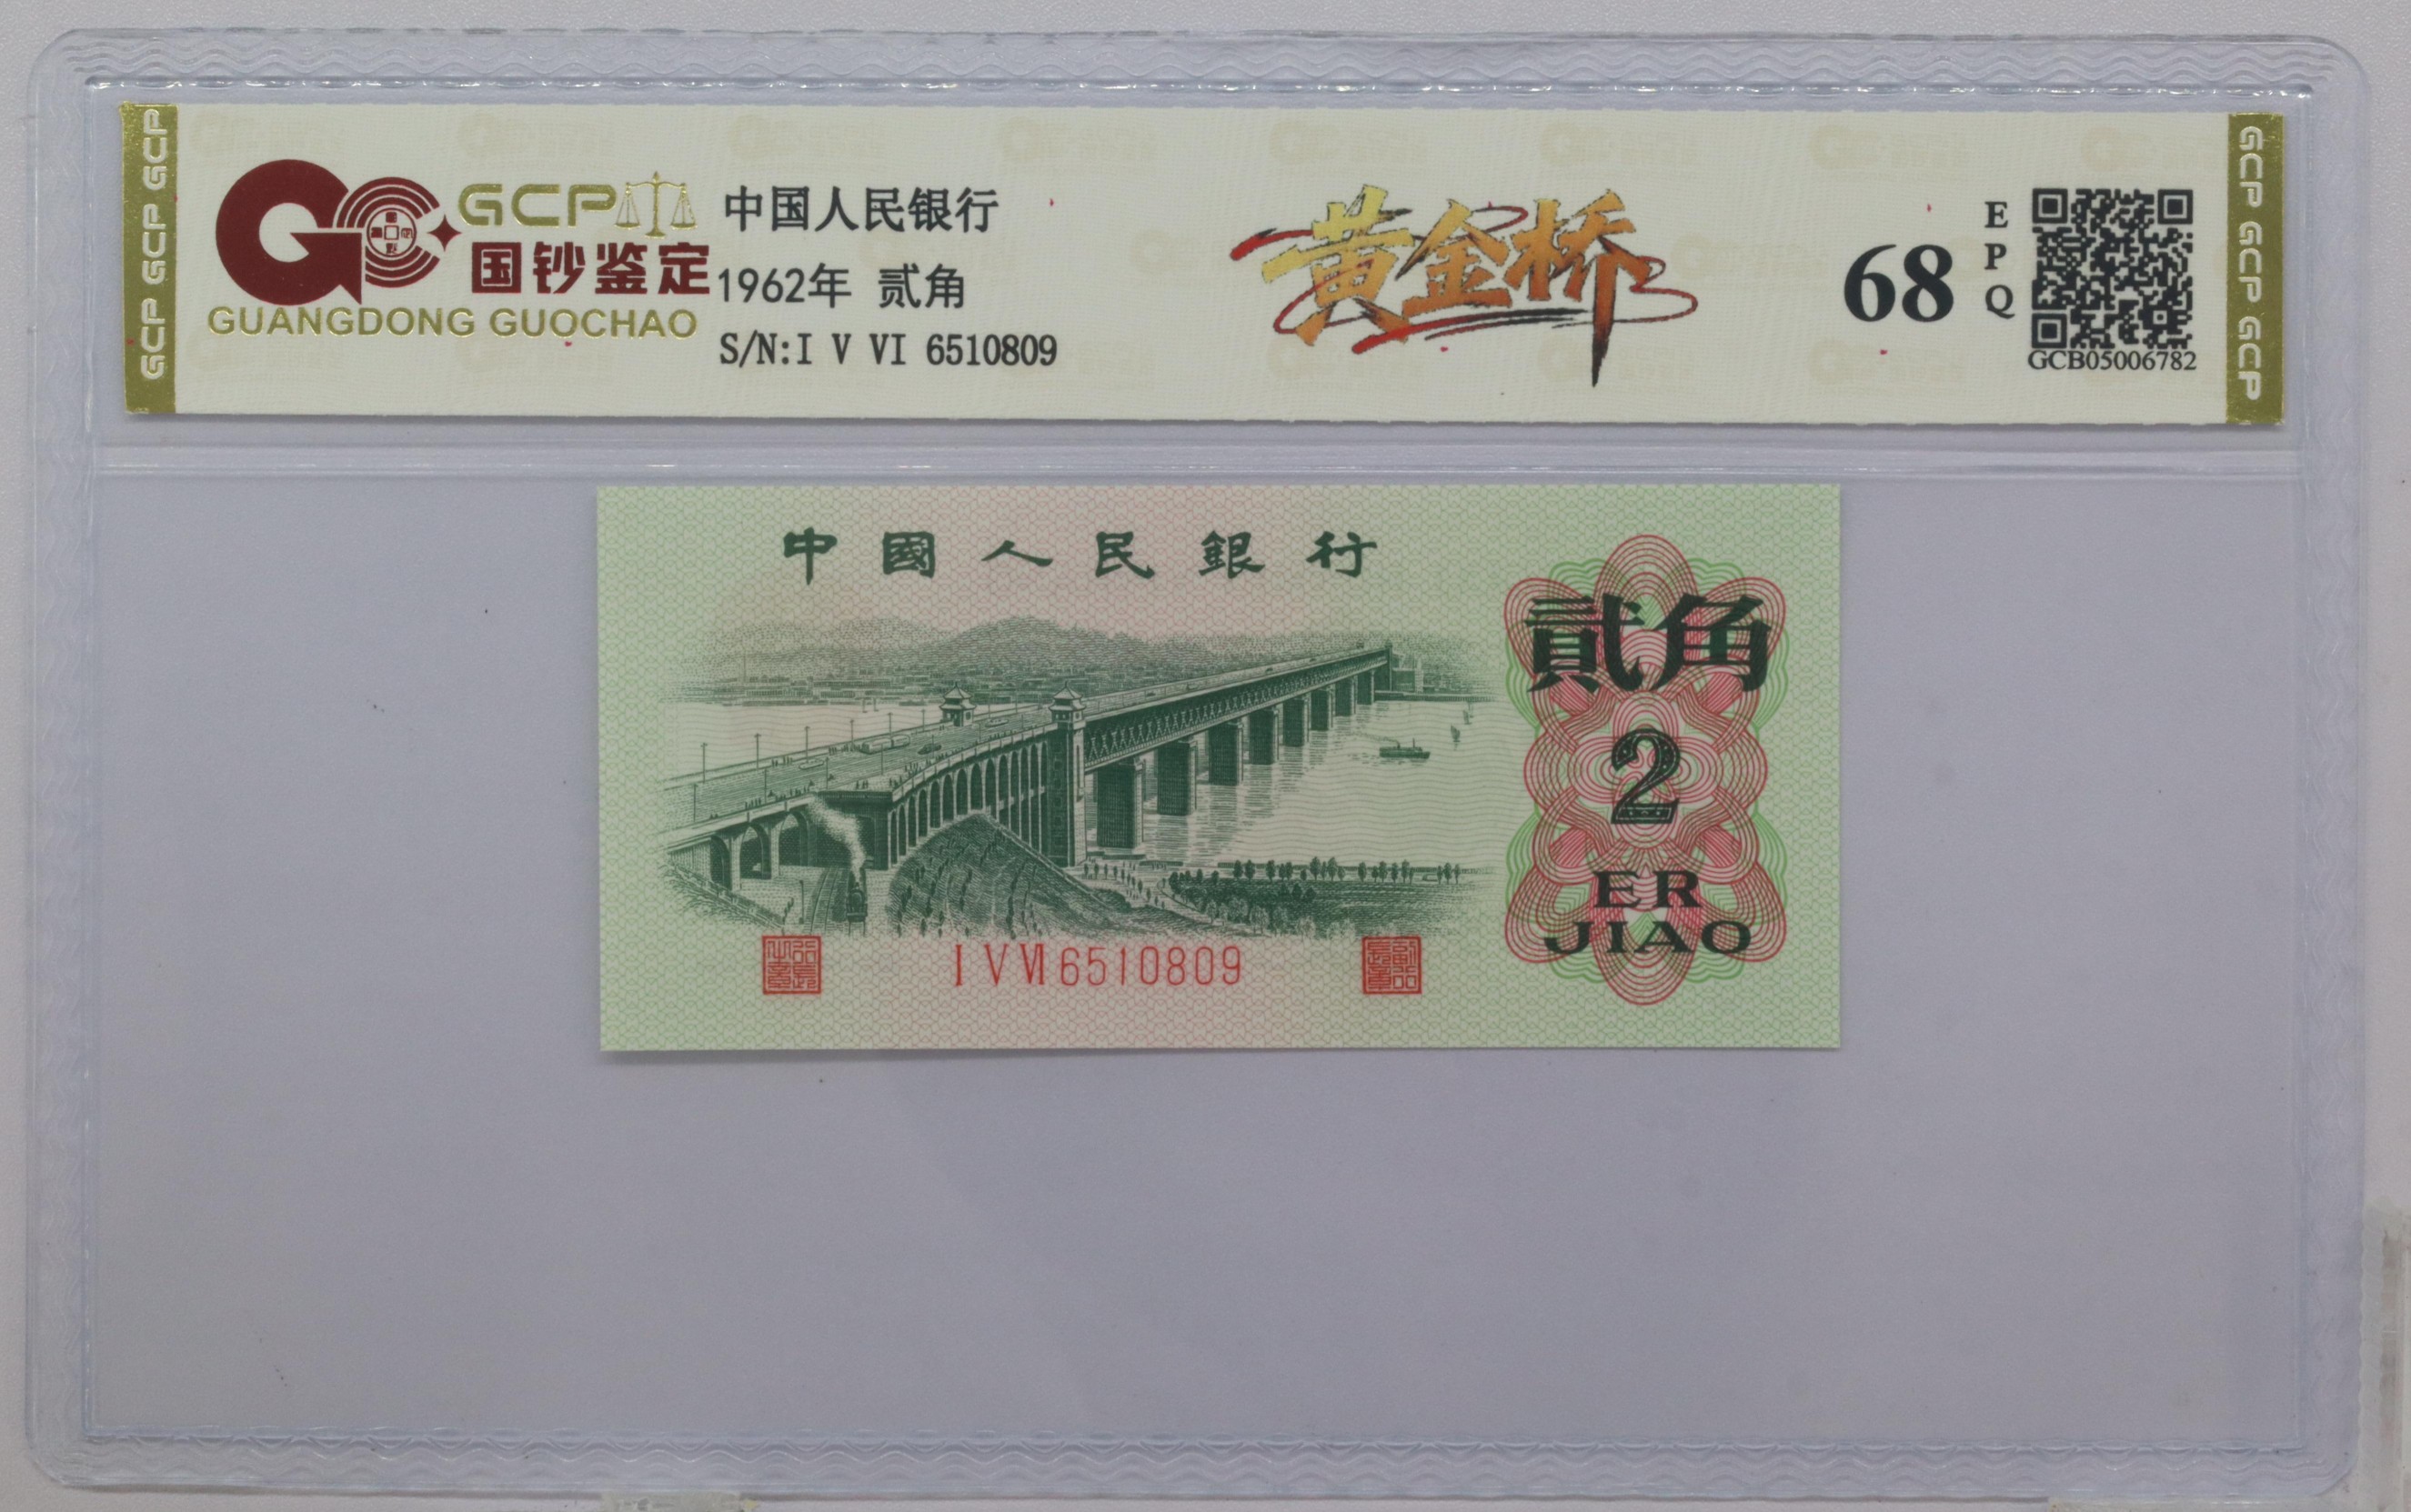 GCP GCP GCP
GCP
国钞鉴定
GUANGDONG GUOCHAO
中国人民银行
1962年 贰角
S/N:I V VI 6510809
黄金桥
68
EPQ
GCB05006782
GCP GCP GCP
中國人民銀行
貳角
2
ER
JIAO
I V VI 6510809